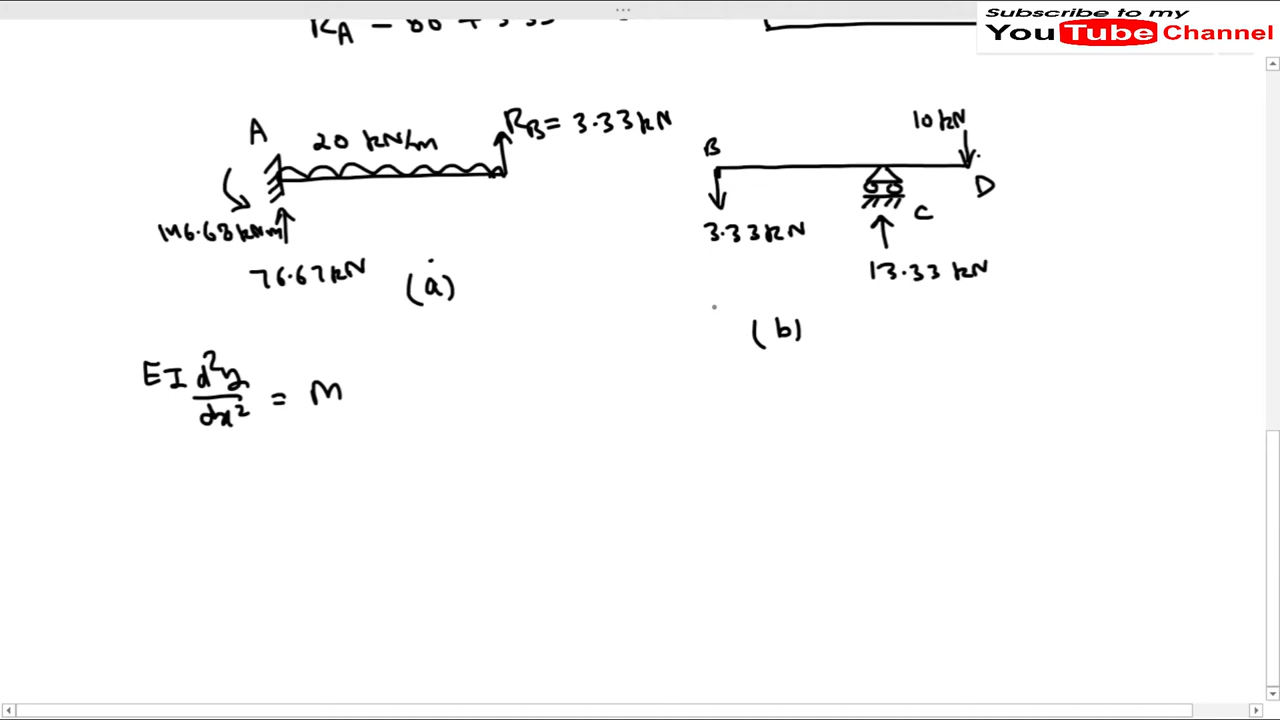 Subscribe to my
YouTube Channel
A
20 kN/m
R_B = 3.33 kN
146.68 kNm
76.67 kN
(a)
B
10 kN
D
C
3.33 kN
13.33 kN
(b)
EI d²y/dx² = M